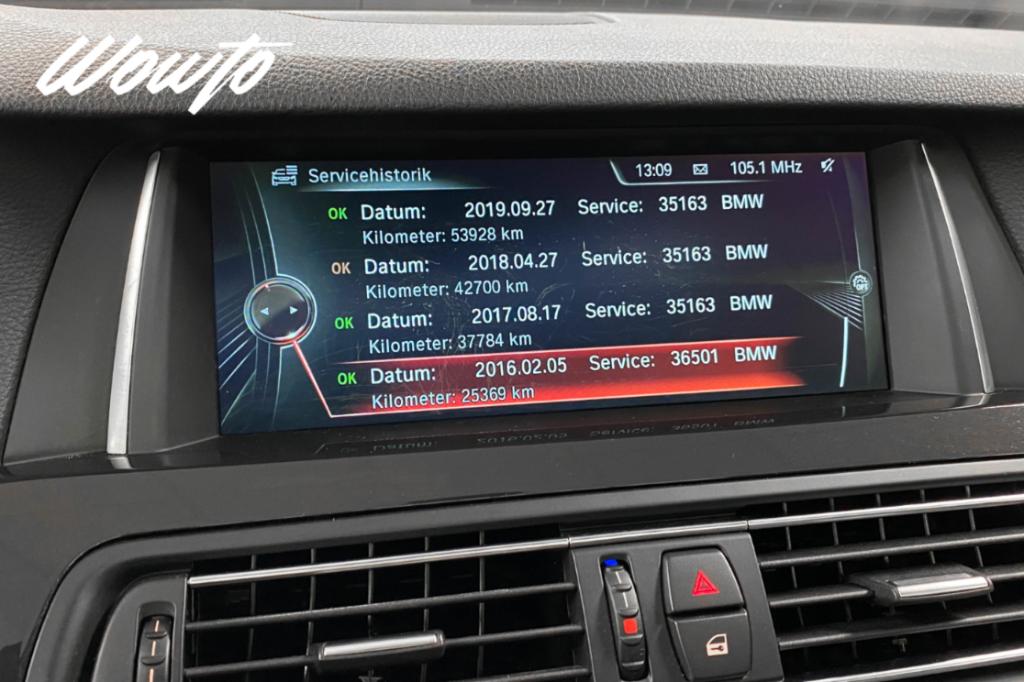 Wowto
Servicehistorik 13:09 105.1 MHz
OK Datum: 2019.09.27 Service: 35163 BMW
Kilometer: 53928 km
OK Datum: 2018.04.27 Service: 35163 BMW
Kilometer: 42700 km
OK Datum: 2017.08.17 Service: 35163 BMW
Kilometer: 37784 km
OK Datum: 2016.02.05 Service: 36501 BMW
Kilometer: 25369 km
OFF